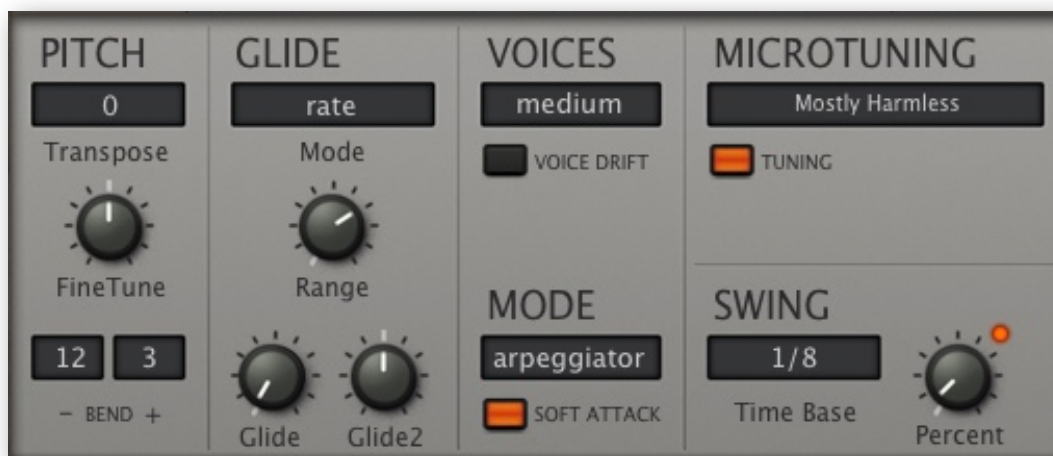 PITCH
0
Transpose
FineTune
12 3
− BEND +
GLIDE
rate
Mode
Range
Glide Glide2
VOICES
medium
VOICE DRIFT
MODE
arpeggiator
SOFT ATTACK
MICROTUNING
Mostly Harmless
TUNING
SWING
1/8
Time Base
Percent